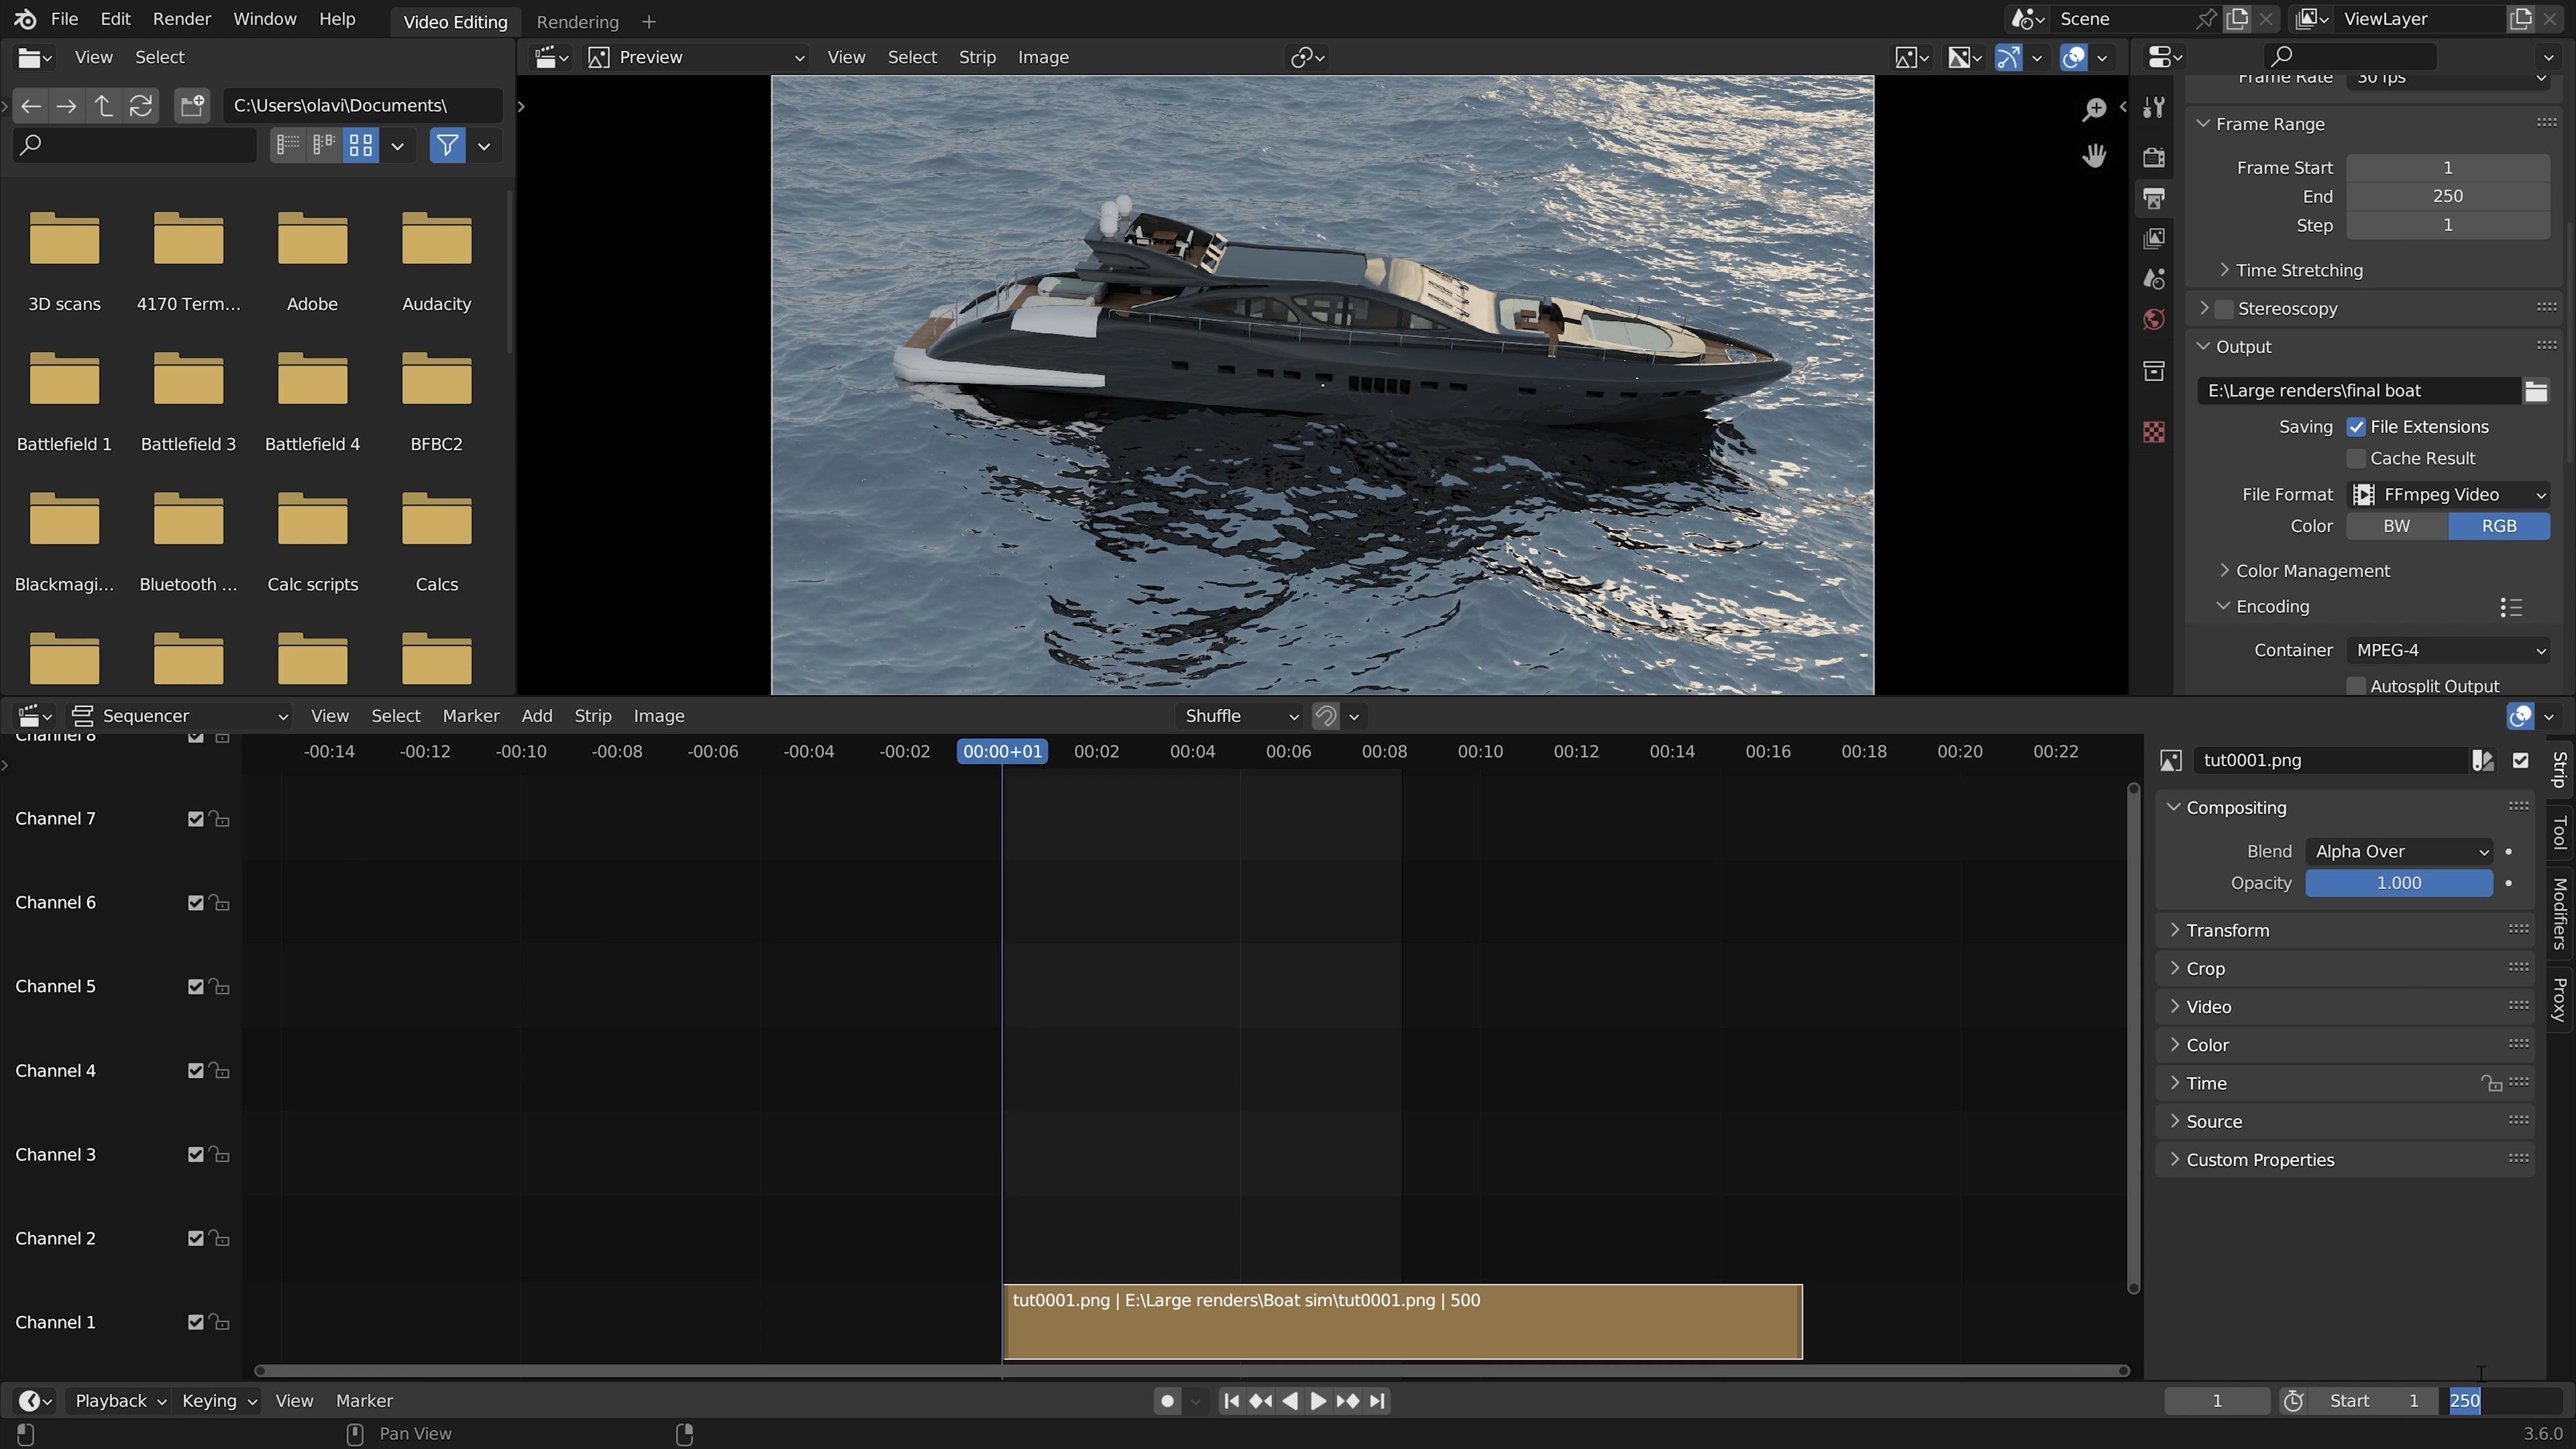 File Edit Render Window Help Video Editing Rendering + Scene ViewLayer
View Select Preview View Select Strip Image
C:\Users\olavi\Documents\
3D scans 4170 Term... Adobe Audacity
Battlefield 1 Battlefield 3 Battlefield 4 BFBC2
Blackmagi... Bluetooth ... Calc scripts Calcs
Frame Rate 30 fps
Frame Range
Frame Start 1
End 250
Step 1
Time Stretching
Stereoscopy
Output
E:\Large renders\final boat
Saving File Extensions
Cache Result
File Format FFmpeg Video
Color BW RGB
Color Management
Encoding
Container MPEG-4
Autosplit Output
Sequencer View Select Marker Add Strip Image Shuffle
-00:14 -00:12 -00:10 -00:08 -00:06 -00:04 -00:02 00:00+01 00:02 00:04 00:06 00:08 00:10 00:12 00:14 00:16 00:18 00:20 00:22
Channel 8
Channel 7
Channel 6
Channel 5
Channel 4
Channel 3
Channel 2
Channel 1
tut0001.png | E:\Large renders\Boat sim\tut0001.png | 500
tut0001.png
Compositing
Blend Alpha Over
Opacity 1.000
Transform
Crop
Video
Color
Time
Source
Custom Properties
Strip
Tool
Modifiers
Proxy
Playback Keying View Marker 1 Start 1 250
Pan View 3.6.0